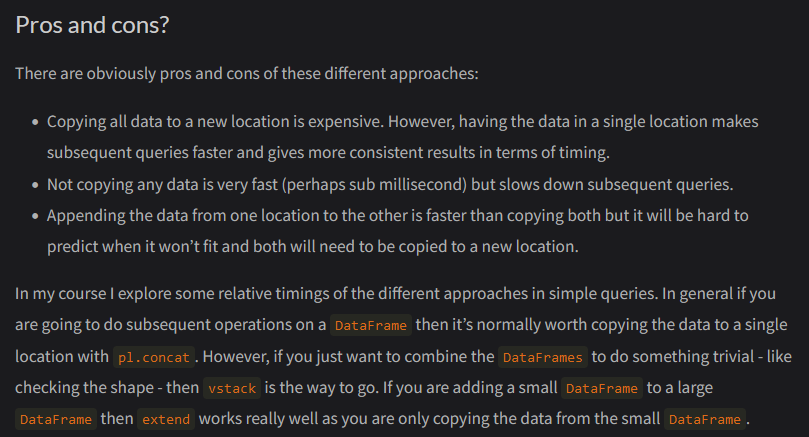 Pros and cons?
There are obviously pros and cons of these different approaches:
• Copying all data to a new location is expensive. However, having the data in a single location makes
subsequent queries faster and gives more consistent results in terms of timing.
• Not copying any data is very fast (perhaps sub millisecond) but slows down subsequent queries.
• Appending the data from one location to the other is faster than copying both but it will be hard to
predict when it won’t fit and both will need to be copied to a new location.
In my course I explore some relative timings of the different approaches in simple queries. In general if you
are going to do subsequent operations on a DataFrame then it’s normally worth copying the data to a single
location with pl.concat. However, if you just want to combine the DataFrames to do something trivial - like
checking the shape - then vstack is the way to go. If you are adding a small DataFrame to a large
DataFrame then extend works really well as you are only copying the data from the small DataFrame.